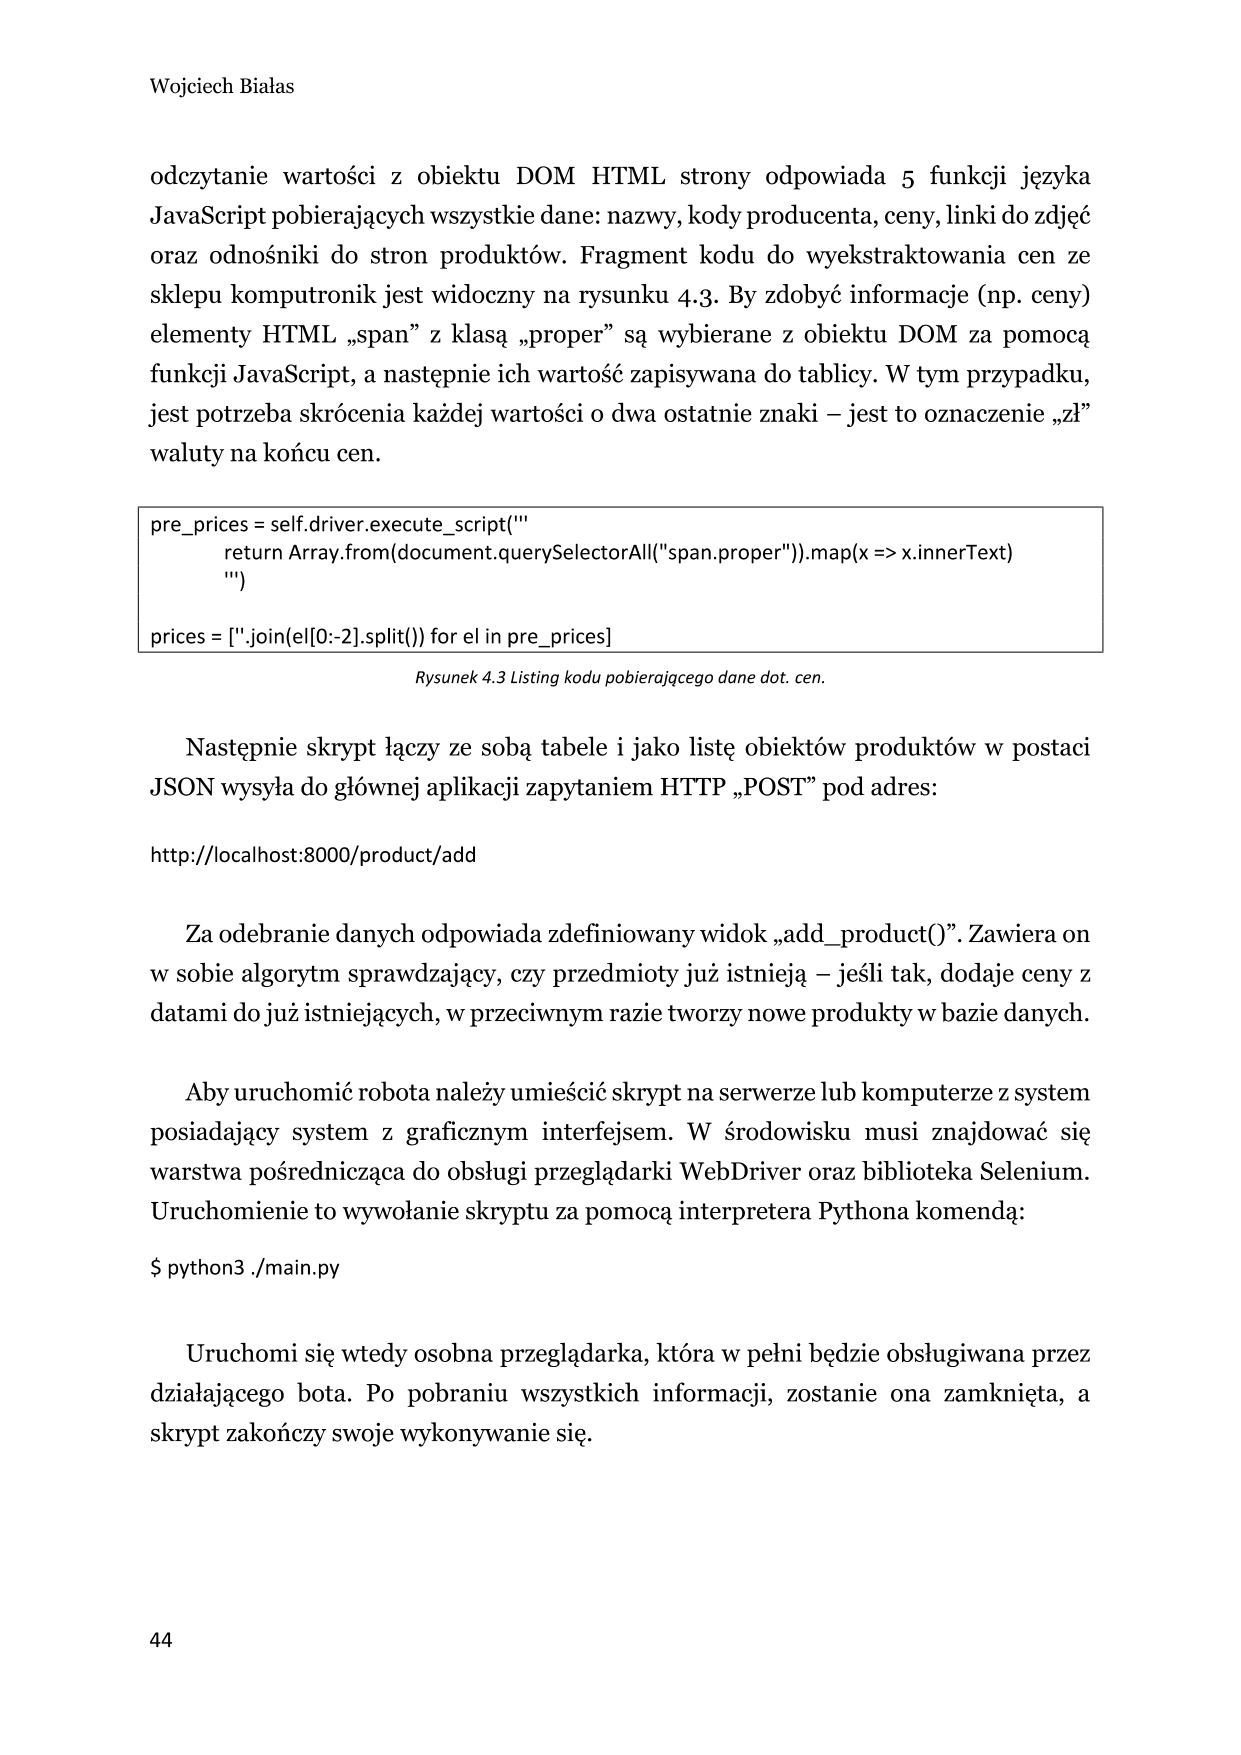 Wojciech Białas
odczytanie wartości z obiektu DOM HTML strony odpowiada 5 funkcji języka
JavaScript pobierających wszystkie dane: nazwy, kody producenta, ceny, linki do zdjęć
oraz odnośniki do stron produktów. Fragment kodu do wyekstraktowania cen ze
sklepu komputronik jest widoczny na rysunku 4.3. By zdobyć informacje (np. ceny)
elementy HTML „span” z klasą „proper” są wybierane z obiektu DOM za pomocą
funkcji JavaScript, a następnie ich wartość zapisywana do tablicy. W tym przypadku,
jest potrzeba skrócenia każdej wartości o dwa ostatnie znaki – jest to oznaczenie „zł”
waluty na końcu cen.
pre_prices = self.driver.execute_script('''
return Array.from(document.querySelectorAll("span.proper")).map(x => x.innerText)
''')
prices = [''.join(el[0:-2].split()) for el in pre_prices]
Rysunek 4.3 Listing kodu pobierającego dane dot. cen.
Następnie skrypt łączy ze sobą tabele i jako listę obiektów produktów w postaci
JSON wysyła do głównej aplikacji zapytaniem HTTP „POST” pod adres:
http://localhost:8000/product/add
Za odebranie danych odpowiada zdefiniowany widok „add_product()”. Zawiera on
w sobie algorytm sprawdzający, czy przedmioty już istnieją – jeśli tak, dodaje ceny z
datami do już istniejących, w przeciwnym razie tworzy nowe produkty w bazie danych.
Aby uruchomić robota należy umieścić skrypt na serwerze lub komputerze z system
posiadający system z graficznym interfejsem. W środowisku musi znajdować się
warstwa pośrednicząca do obsługi przeglądarki WebDriver oraz biblioteka Selenium.
Uruchomienie to wywołanie skryptu za pomocą interpretera Pythona komendą:
$ python3 ./main.py
Uruchomi się wtedy osobna przeglądarka, która w pełni będzie obsługiwana przez
działającego bota. Po pobraniu wszystkich informacji, zostanie ona zamknięta, a
skrypt zakończy swoje wykonywanie się.
44